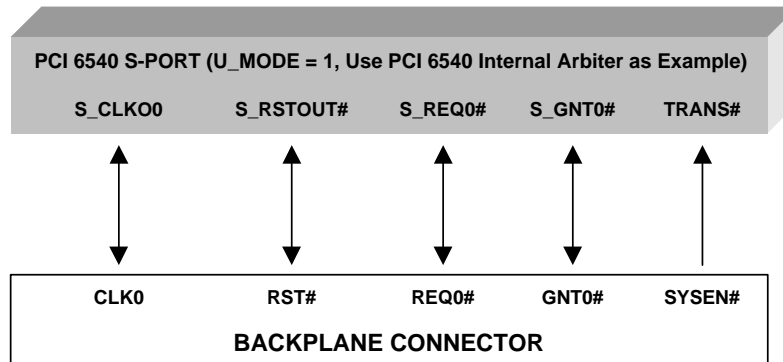 PCI 6540 S-PORT (U_MODE = 1, Use PCI 6540 Internal Arbiter as Example)
S_CLKO0 S_RSTOUT# S_REQ0# S_GNT0# TRANS#
CLK0 RST# REQ0# GNT0# SYSEN#
BACKPLANE CONNECTOR